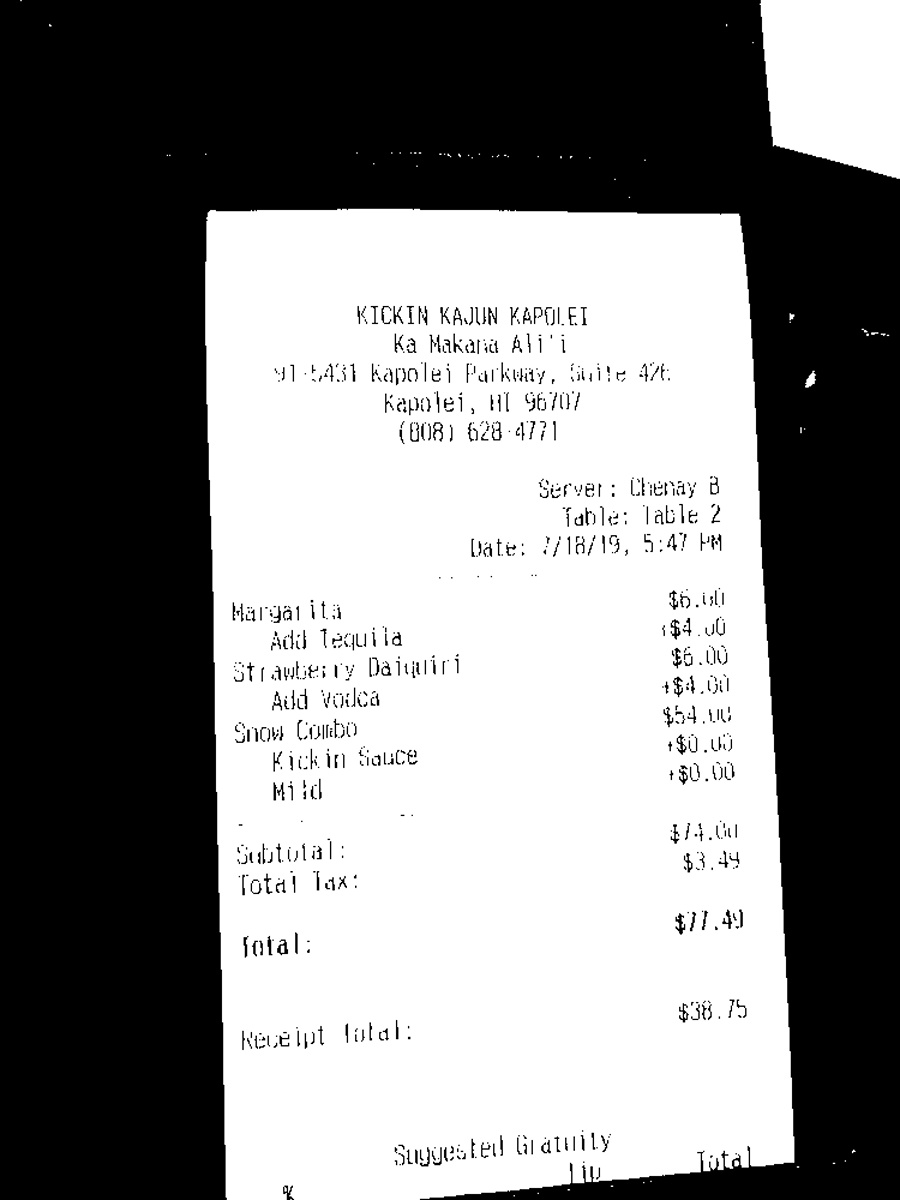 KICKIN KAJUN KAPOLEI
Ka Makana Ali'i
91-5431 Kapolei Parkway, Suite 426
Kapolei, HI 96707
(808) 628-4771
Server: Chenay B
Table: Table 2
Date: 7/18/19, 5:47 PM
Margarita $6.00
Add Tequila +$4.00
Strawberry Daiquiri $6.00
Add Vodca +$4.00
Snow Combo $54.00
Kickin Sauce +$0.00
Mild +$0.00
Subtotal: $74.00
Total Tax: $3.49
Total: $77.49
Receipt Total: $38.75
Suggested Gratuity
% Tip Total